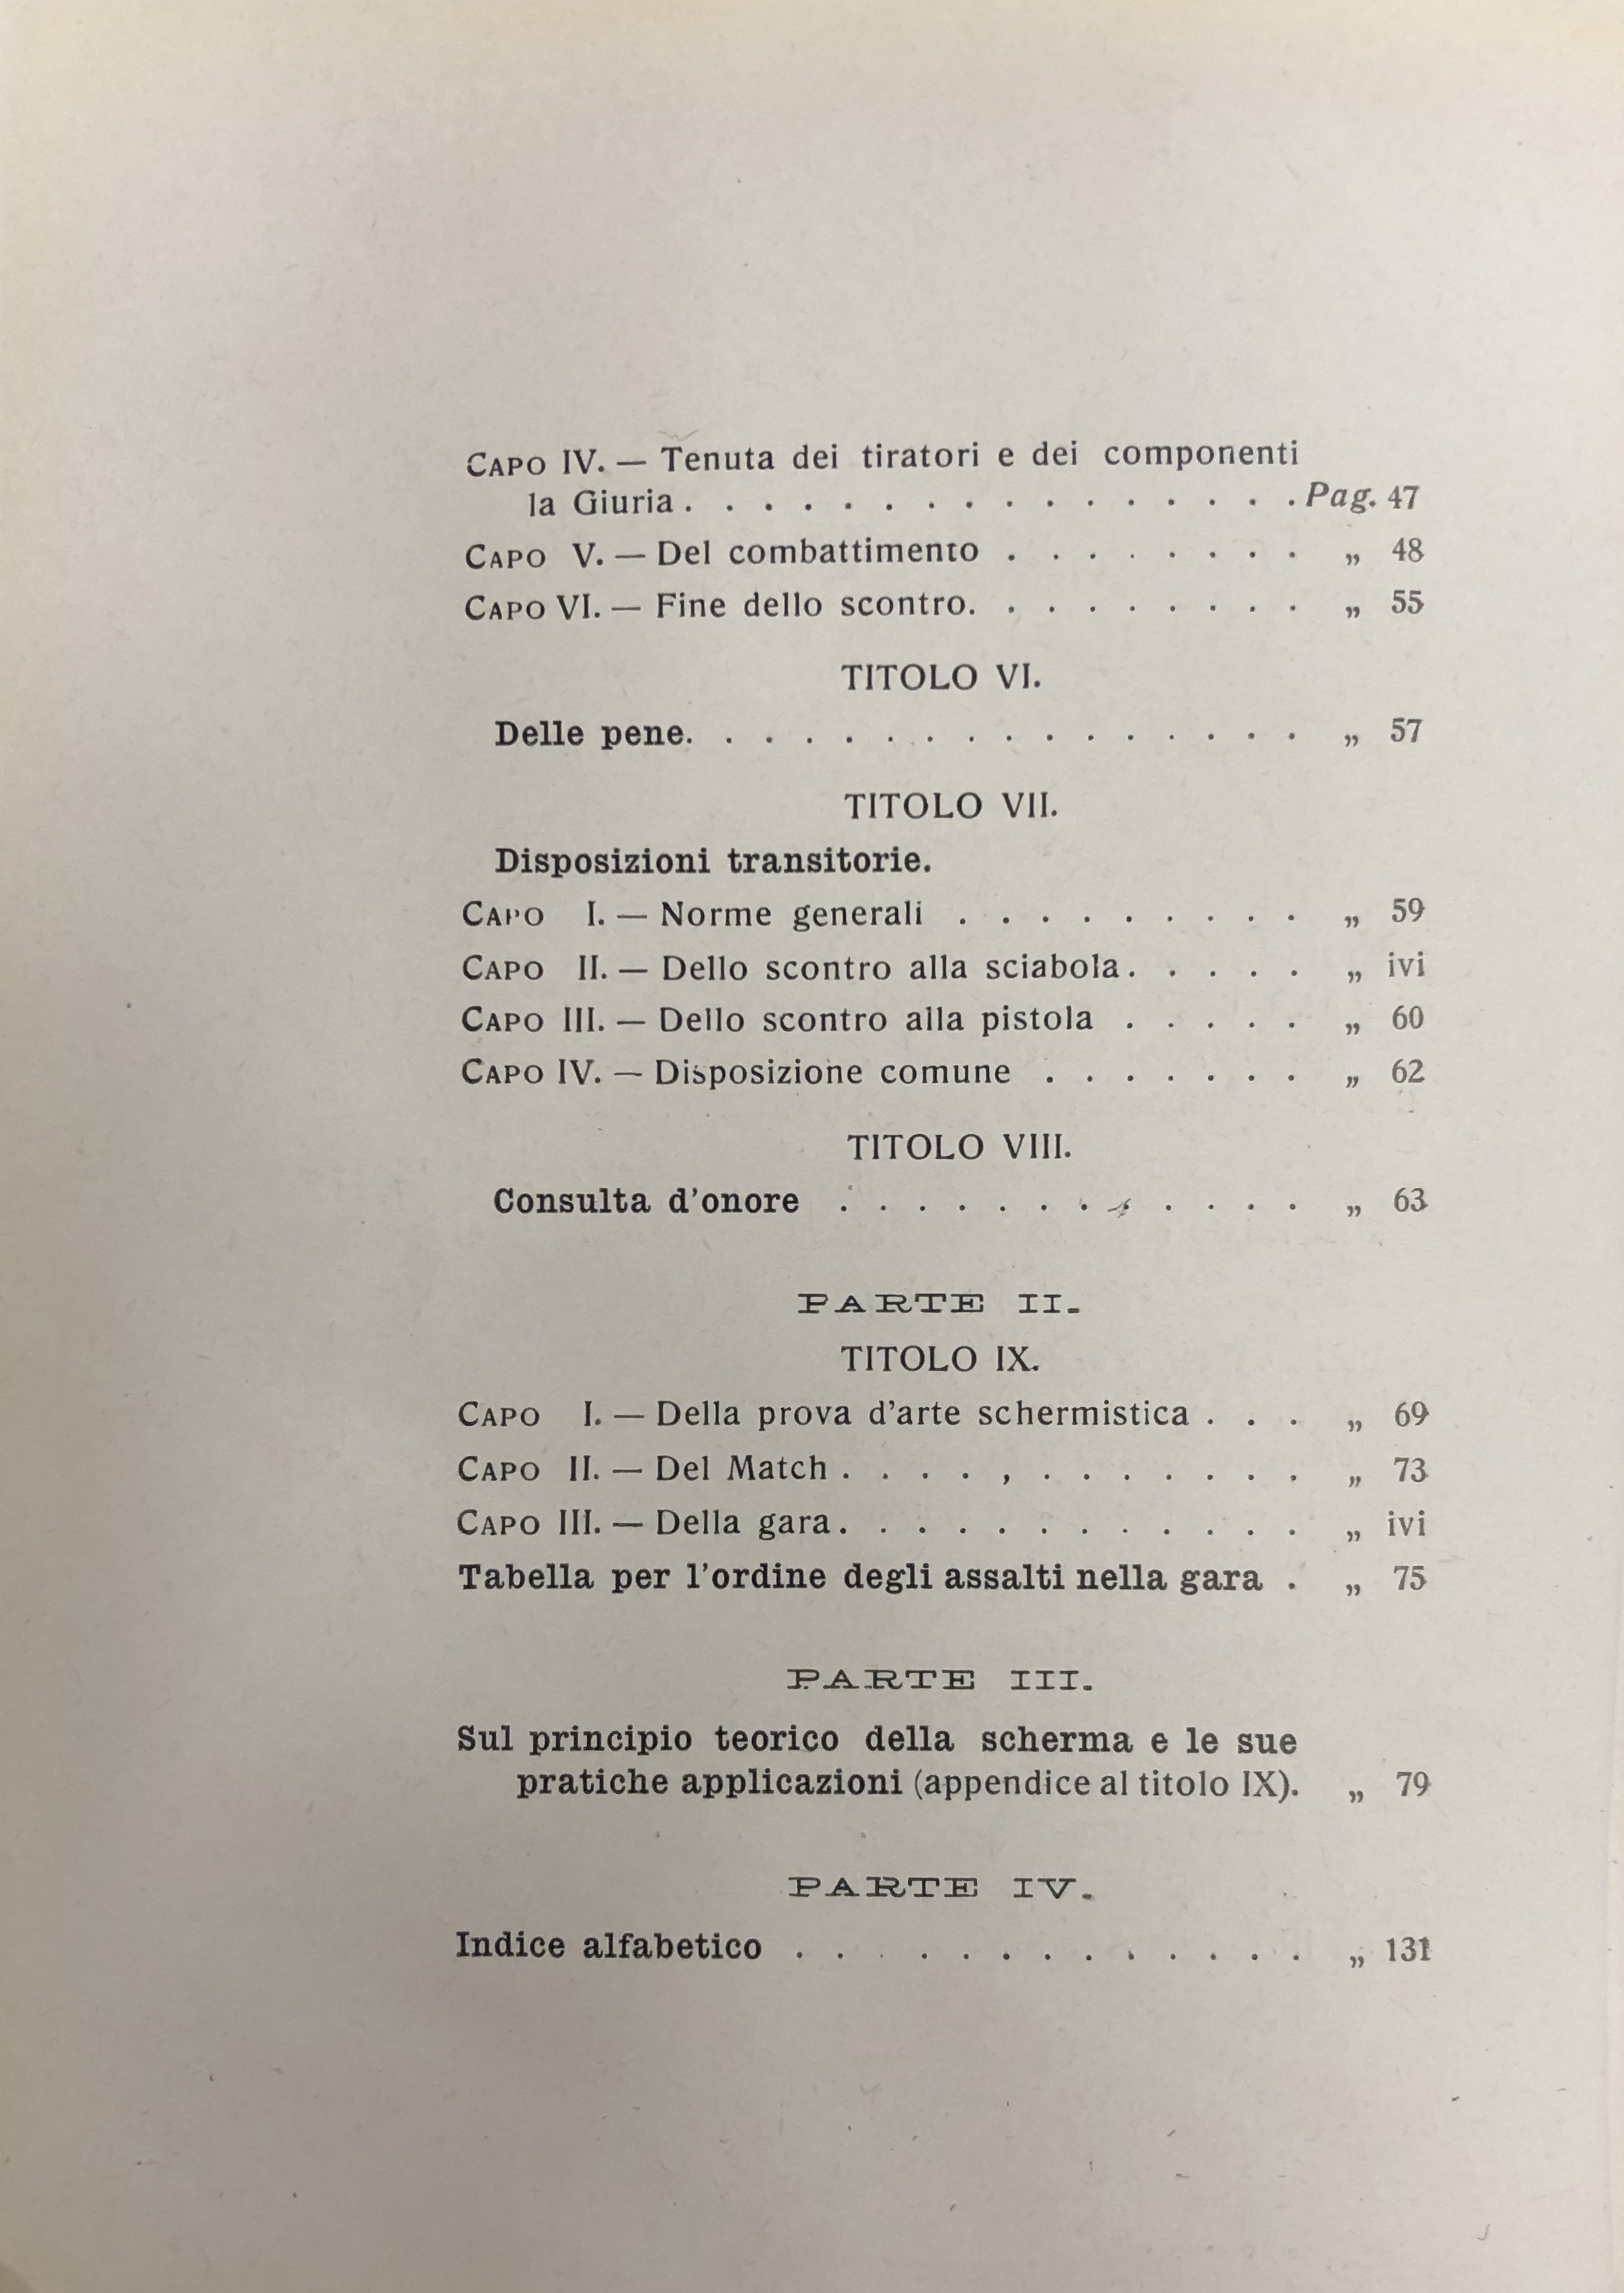 CAPO IV. — Tenuta dei tiratori e dei componenti
la Giuria . . . . . . . . . . . . . . . . Pag. 47
CAPO V. — Del combattimento . . . . . . . . „ 48
CAPO VI. — Fine dello scontro. . . . . . . . . „ 55
TITOLO VI.
Delle pene. . . . . . . . . . . . . . . . „ 57
TITOLO VII.
Disposizioni transitorie.
CAPO I. — Norme generali . . . . . . . . . „ 59
CAPO II. — Dello scontro alla sciabola . . . . . „ ivi
CAPO III. — Dello scontro alla pistola . . . . . „ 60
CAPO IV. — Disposizione comune . . . . . . . „ 62
TITOLO VIII.
Consulta d'onore . . . . . . . . . . . . „ 63
PARTE II.
TITOLO IX.
CAPO I. — Della prova d'arte schermistica . . . „ 69
CAPO II. — Del Match . . . . , . . . . . . . „ 73
CAPO III. — Della gara . . . . . . . . . . . . „ ivi
Tabella per l'ordine degli assalti nella gara . „ 75
PARTE III.
Sul principio teorico della scherma e le sue
pratiche applicazioni (appendice al titolo IX). „ 79
PARTE IV.
Indice alfabetico . . . . . . . . . . . . . „ 131